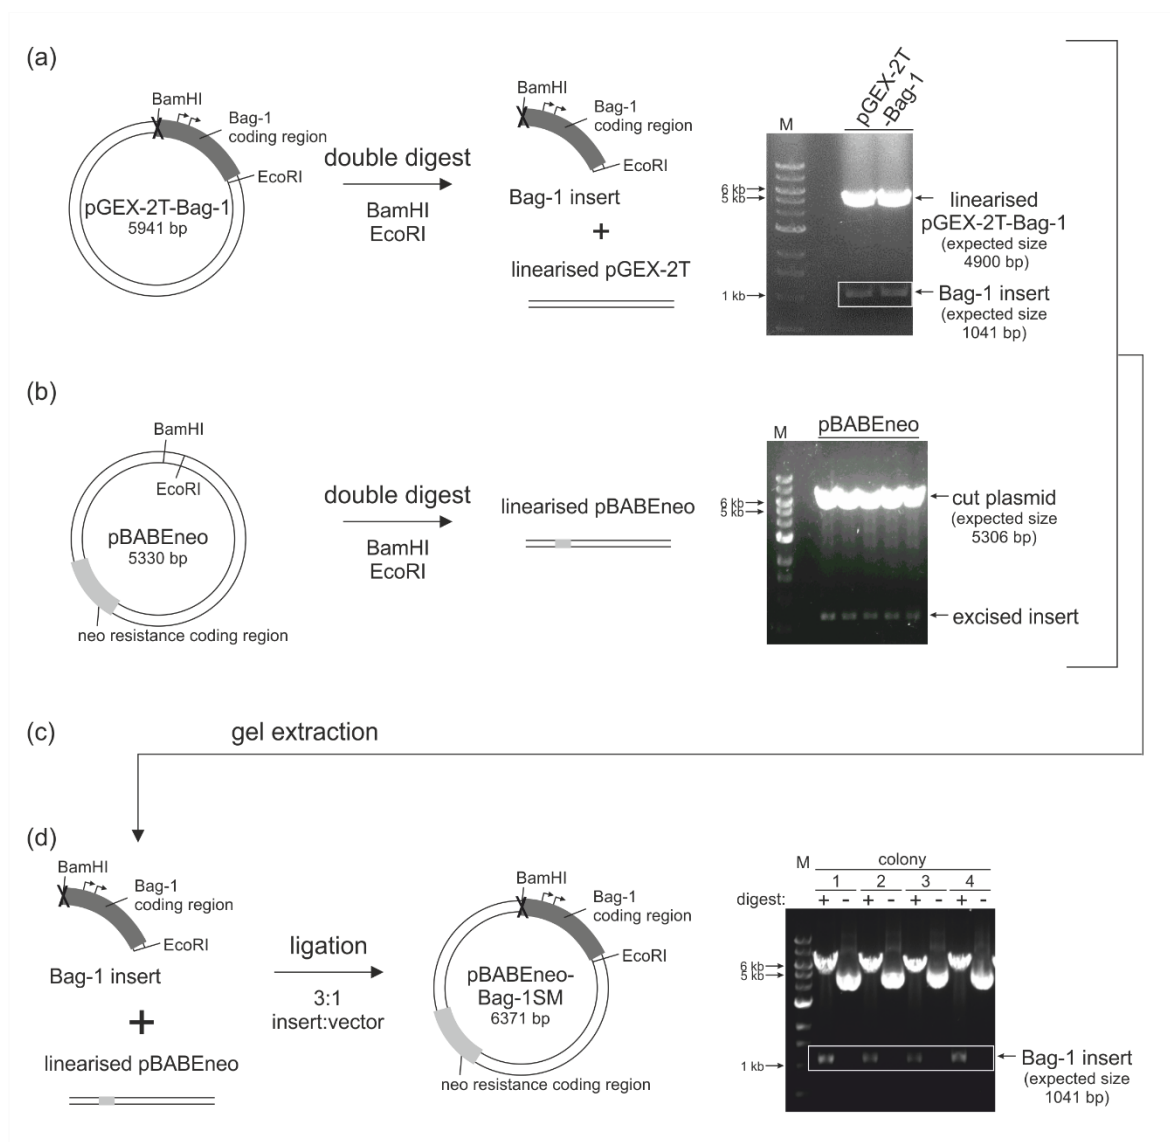 (a)
BamHI
Bag-1
coding region
EcoRI
pGEX-2T-Bag-1
5941 bp
double digest
BamHI
EcoRI
BamHI
Bag-1
coding region
EcoRI
Bag-1 insert
+
linearised pGEX-2T
M
pGEX-2T
-Bag-1
6 kb
5 kb
1 kb
linearised
pGEX-2T-Bag-1
(expected size
4900 bp)
Bag-1 insert
(expected size
1041 bp)
(b)
BamHI
EcoRI
pBABEneo
5330 bp
neo resistance coding region
double digest
BamHI
EcoRI
linearised pBABEneo
M
pBABEneo
6 kb
5 kb
cut plasmid
(expected size
5306 bp)
excised insert
(c)
gel extraction
(d)
BamHI
Bag-1
coding region
EcoRI
Bag-1 insert
+
linearised pBABEneo
ligation
3:1
insert:vector
BamHI
Bag-1
coding region
EcoRI
pBABEneo-
Bag-1SM
6371 bp
neo resistance coding region
M
colony
1 2 3 4
digest: + - + - + - + -
6 kb
5 kb
1 kb
Bag-1 insert
(expected size
1041 bp)